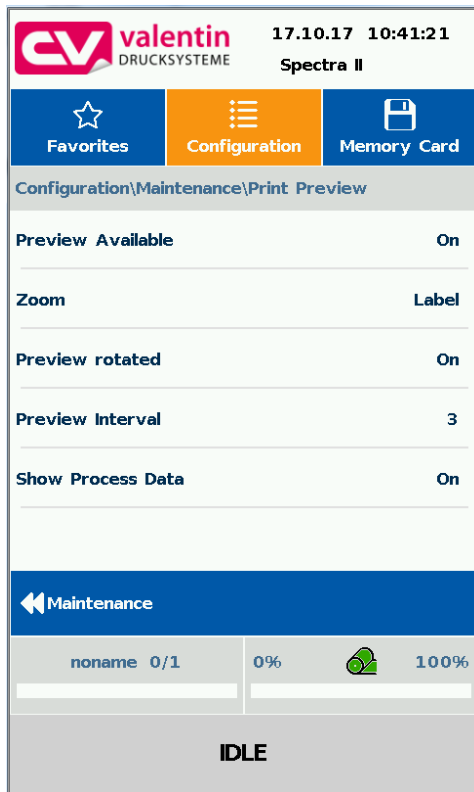 valentin
DRUCKSYSTEME
17.10.17 10:41:21
Spectra II
Favorites Configuration Memory Card
Configuration\Maintenance\Print Preview
Preview Available On
Zoom Label
Preview rotated On
Preview Interval 3
Show Process Data On
Maintenance
noname 0/1 0% 100%
IDLE